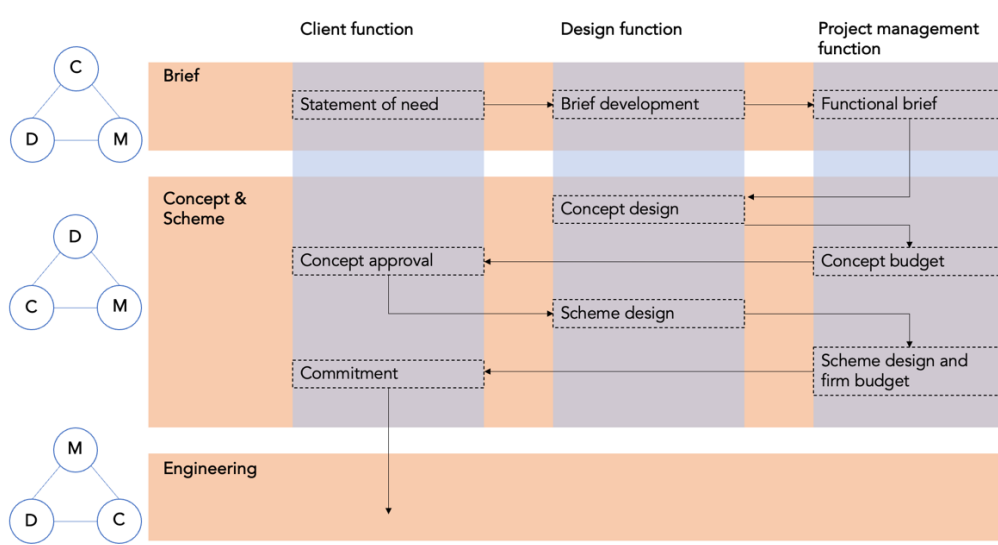 Client function
Design function
Project management
function
C
D
M
Brief
Statement of need
Brief development
Functional brief
Concept &
Scheme
D
C
M
Concept design
Concept approval
Concept budget
Scheme design
Commitment
Scheme design and
firm budget
M
D
C
Engineering